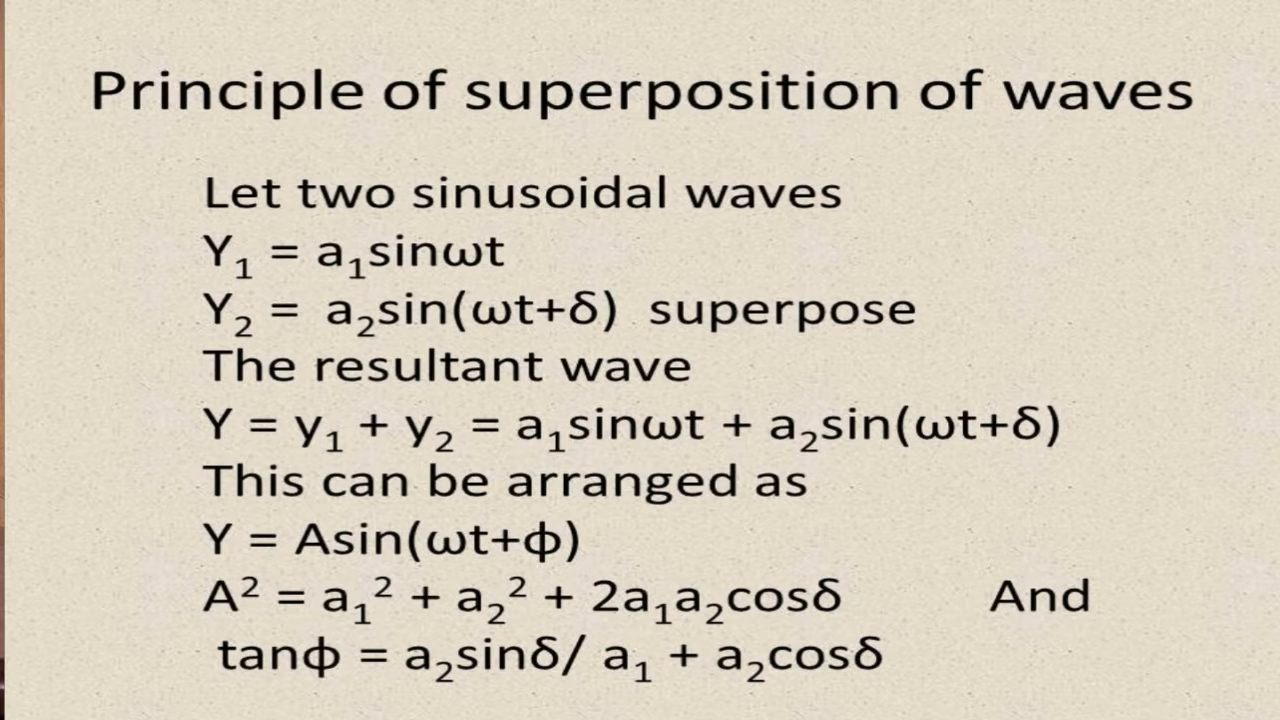 Principle of superposition of waves
Let two sinusoidal waves
Y₁ = a₁sinωt
Y₂ = a₂sin(ωt+δ) superpose
The resultant wave
Y = y₁ + y₂ = a₁sinωt + a₂sin(ωt+δ)
This can be arranged as
Y = Asin(ωt+ϕ)
A² = a₁² + a₂² + 2a₁a₂cosδ And
tanϕ = a₂sinδ/ a₁ + a₂cosδ